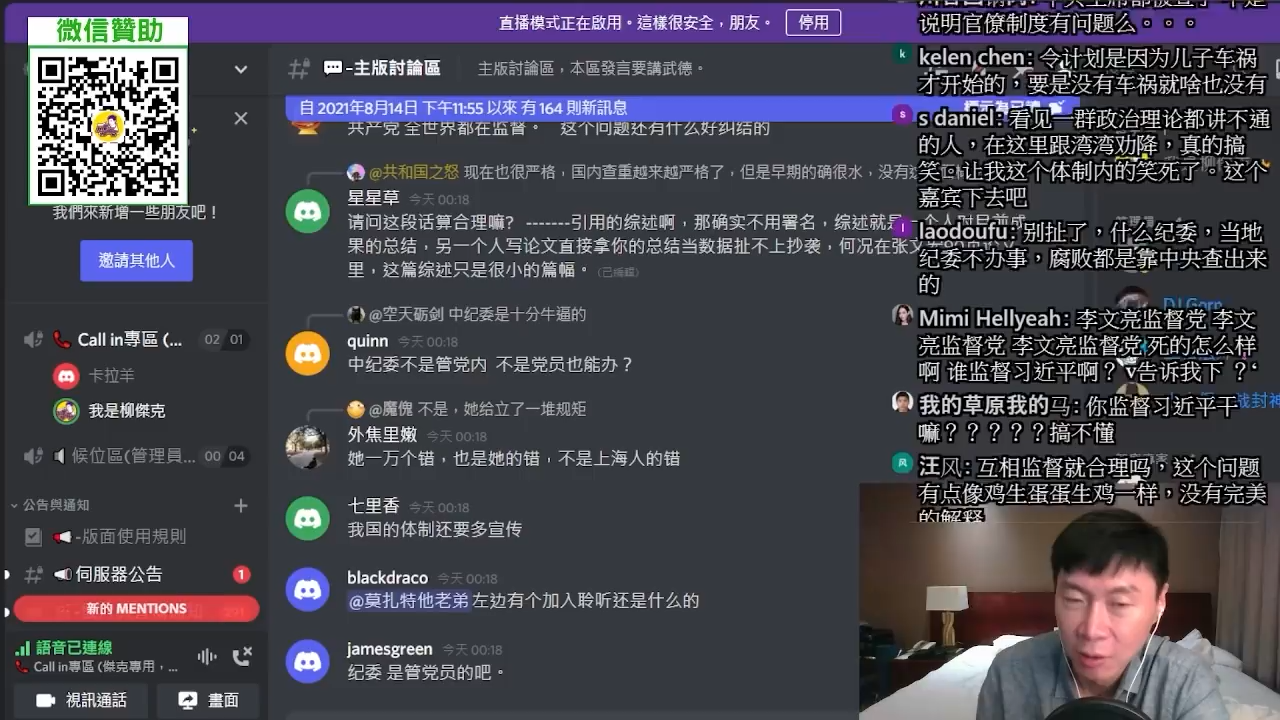 直播模式正在啟用。這樣很安全，朋友。
停用
微信贊助
💬-主版討論區
主版討論區，本區發言要講武德。
自 2021年8月14日 下午11:55 以來 有 164 則新訊息
共产党 全世界都在监督。 这个问题还有什么好纠结的
@共和国之怒 现在也很严格，国内查重越来越严格了，但是早期的确很水，没有
星星草 今天 00:18
请问这段话算合理嘛？ -------引用的综述啊，那确实不用署名，综述就是
果的总结，另一个人写论文直接拿你的总结当数据扯不上抄袭，何况在张文
里，这篇综述只是很小的篇幅。
@空天砺剑 中纪委是十分牛逼的
quinn 今天 00:18
中纪委不是管党内 不是党员也能办？
@魔傀 不是，她给立了一堆规矩
外焦里嫩 今天 00:18
她一万个错，也是她的错，不是上海人的错
七里香 今天 00:18
我国的体制还要多宣传
blackdraco 今天 00:18
@莫扎特他老弟 左边有个加入聆听还是什么的
jamesgreen 今天 00:18
纪委 是管党员的吧。
我們來新增一些朋友吧！
邀請其他人
Call in專區 (...
02 01
卡拉羊
我是柳傑克
候位區(管理員...
00 04
公告與通知
-版面使用規則
伺服器公告
1
新的 MENTIONS
語音已連線
Call in專區 (傑克專用，...
視訊通話
畫面
说明官僚制度有问题么。。。
kelen chen: 令计划是因为儿子车祸
才开始的，要是没有车祸就啥也没有
s daniel: 看见一群政治理论都讲不通
的人，在这里跟湾湾劝降，真的搞
笑。让我这个体制内的笑死了。这个
嘉宾下去吧
laodoufu: 别扯了，什么纪委，当地
纪委不办事，腐败都是靠中央查出来
的
Mimi Hellyeah: 李文亮监督党 李文
亮监督党 李文亮监督党 死的怎么样
啊 谁监督习近平啊？ v告诉我下 ？‘
我的草原我的马: 你监督习近平干
嘛？？？？？搞不懂
汪风: 互相监督就合理吗，这个问题
有点像鸡生蛋蛋生鸡一样，没有完美
的解释